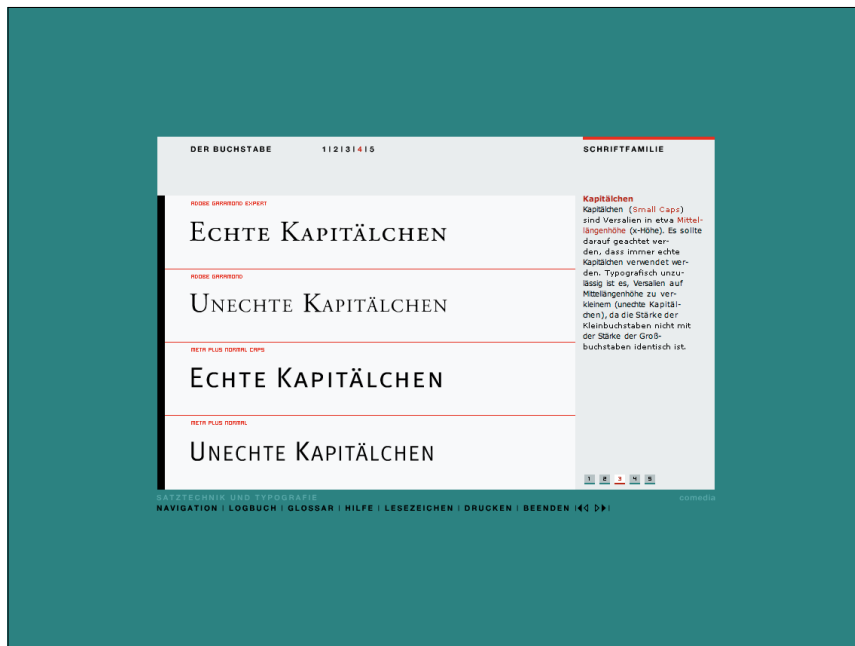 DER BUCHSTABE 1|2|3|4|5 SCHRIFTFAMILIE
ADOBE GARAMOND EXPERT
ECHTE KAPITÄLCHEN
ADOBE GARAMOND
UNECHTE KAPITÄLCHEN
META PLUS NORMAL CAPS
ECHTE KAPITÄLCHEN
META PLUS NORMAL
UNECHTE KAPITÄLCHEN
Kapitälchen
Kapitälchen (Small Caps)
sind Versalien in etwa Mittel-
längenhöhe (x-Höhe). Es sollte
darauf geachtet wer-
den, dass immer echte
Kapitälchen verwendet wer-
den. Typografisch unzu-
lässig ist es, Versalien auf
Mittellängenhöhe zu ver-
kleinern (unechte Kapitäl-
chen), da die Stärke der
Kleinbuchstaben nicht mit
der Stärke der Groß-
buchstaben identisch ist.
1 2 3 4 5
SATZTECHNIK UND TYPOGRAFIE comedia
NAVIGATION | LOGBUCH | GLOSSAR | HILFE | LESEZEICHEN | DRUCKEN | BEENDEN